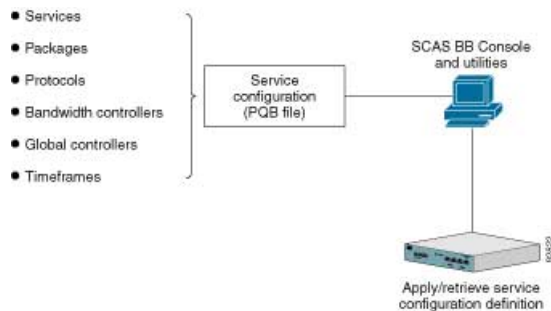 Services
Packages
Protocols
Bandwidth controllers
Global controllers
Timeframes
Service
configuration
(PQB file)
SCAS BB Console
and utilities
Apply/retrieve service
configuration definition